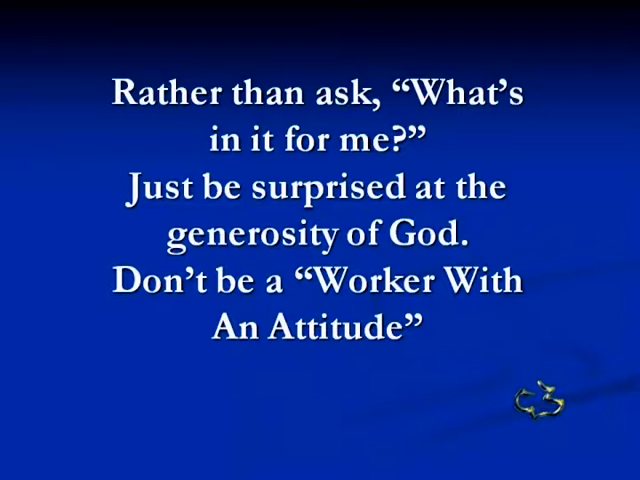 Rather than ask, “What’s
in it for me?”
Just be surprised at the
generosity of God.
Don’t be a “Worker With
An Attitude”